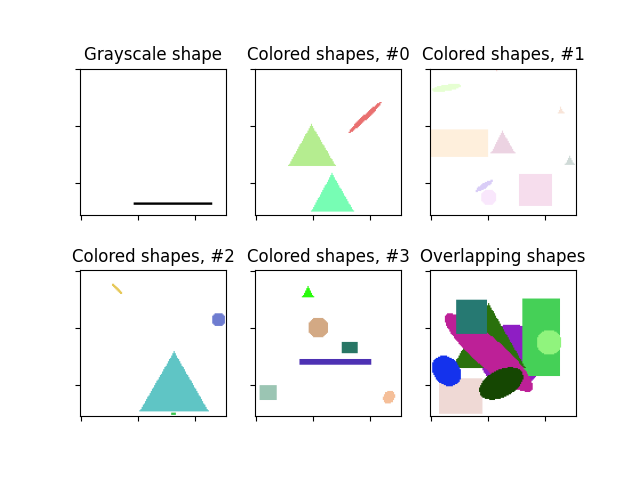 Grayscale shape
Colored shapes, #0
Colored shapes, #1
Colored shapes, #2
Colored shapes, #3
Overlapping shapes